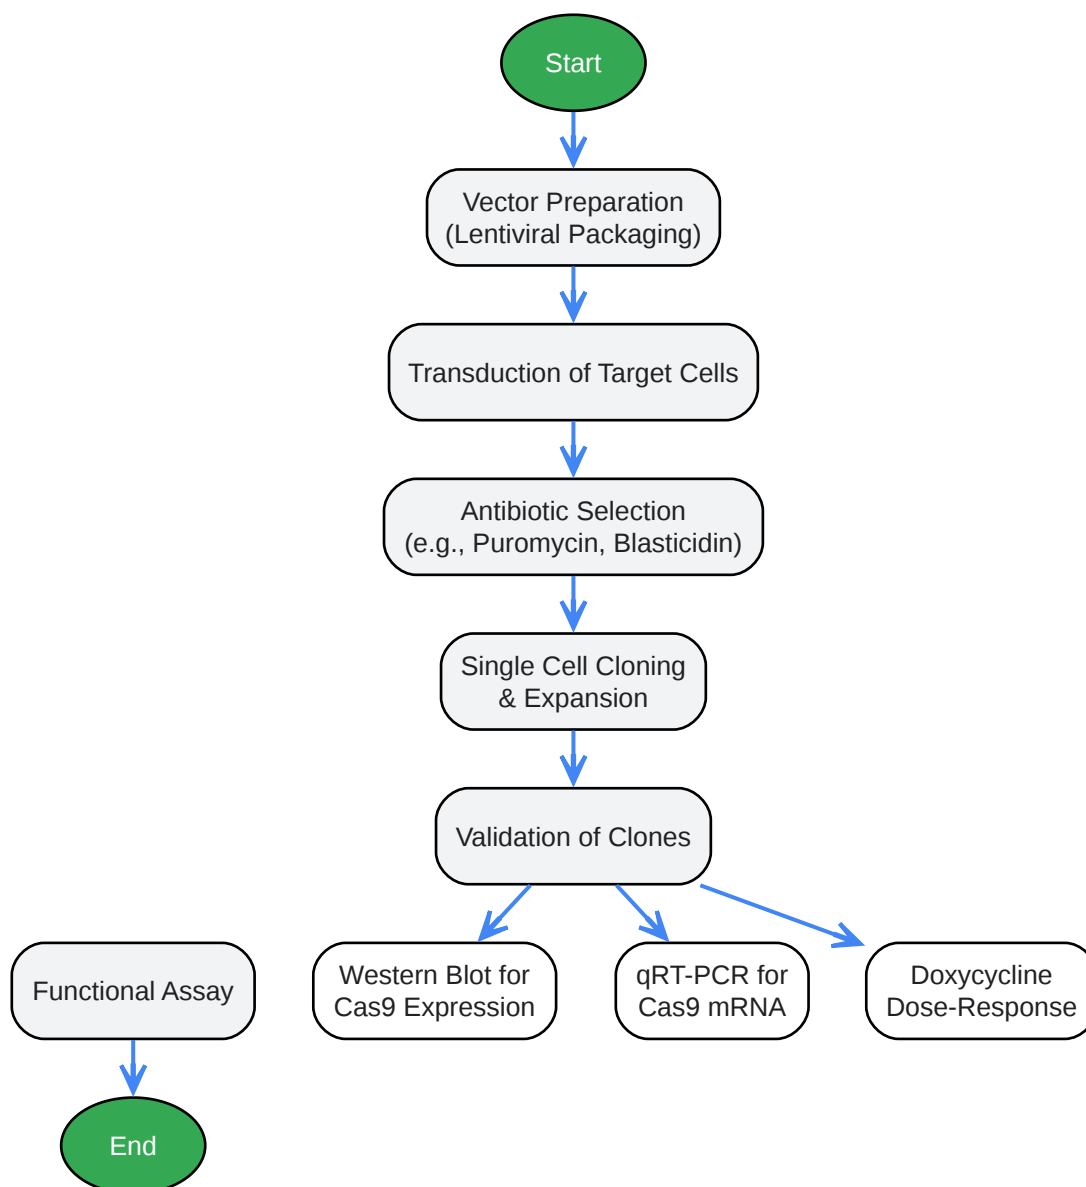 Start
Vector Preparation
(Lentiviral Packaging)
Transduction of Target Cells
Antibiotic Selection
(e.g., Puromycin, Blasticidin)
Single Cell Cloning
& Expansion
Validation of Clones
Functional Assay
Western Blot for
Cas9 Expression
qRT-PCR for
Cas9 mRNA
Doxycycline
Dose-Response
End